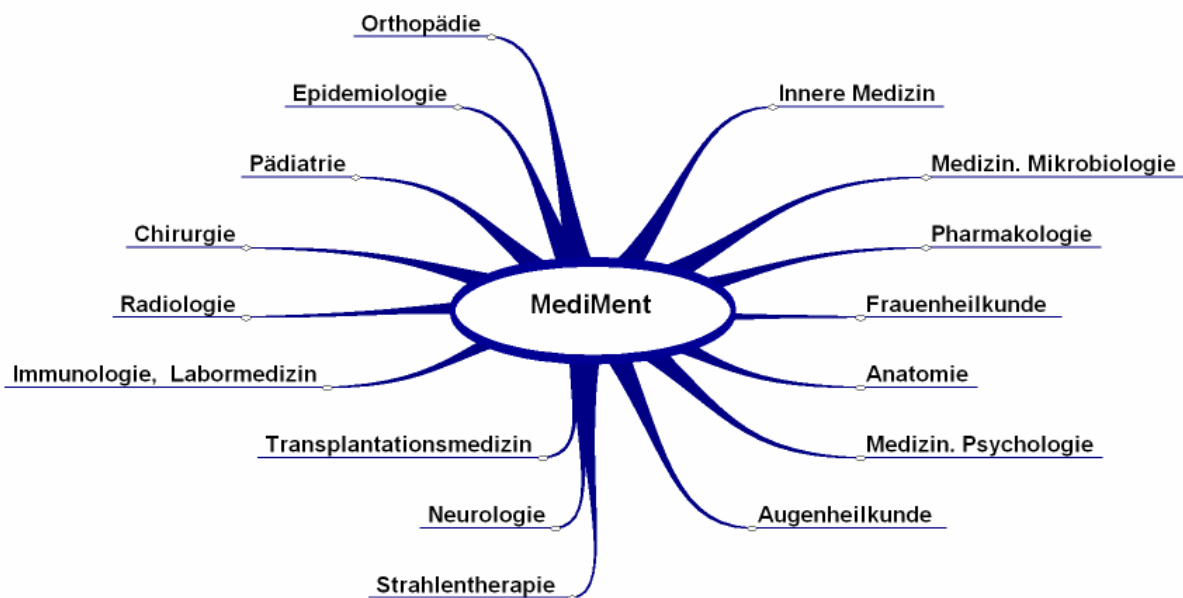 Orthopädie
Epidemiologie
Innere Medizin
Pädiatrie
Medizin. Mikrobiologie
Chirurgie
Pharmakologie
Radiologie
MediMent
Frauenheilkunde
Immunologie, Labormedizin
Anatomie
Transplantationsmedizin
Medizin. Psychologie
Neurologie
Augenheilkunde
Strahlentherapie